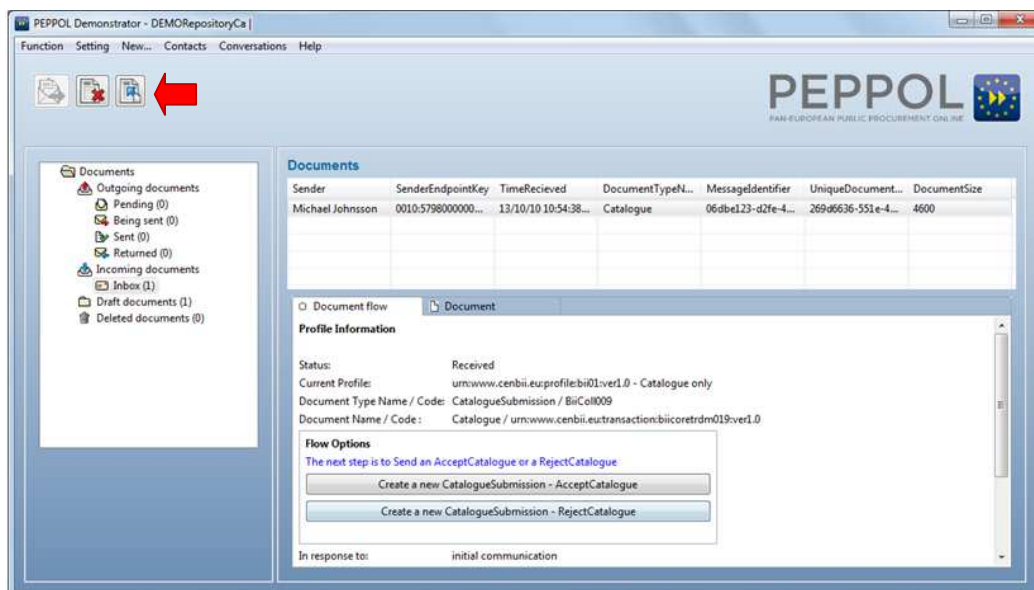 PEPPOL Demonstrator - DEMORepositoryCa |
Function Setting New... Contacts Conversations Help
PEPPOL
PAN-EUROPEAN PUBLIC PROCUREMENT ONLINE
Documents
Outgoing documents
Pending (0)
Being sent (0)
Sent (0)
Returned (0)
Incoming documents
Inbox (1)
Draft documents (1)
Deleted documents (0)
Documents
Sender SenderEndpointKey TimeRecieved DocumentTypeN... MessageIdentifier UniqueDocument... DocumentSize
Michael Johnsson 0010:5798000000... 13/10/10 10:54:38... Catalogue 06dbe123-d2fe-4... 269d6636-551e-4... 4600
Document flow Document
Profile Information
Status: Received
Current Profile: urn:www.cenbii.eu:profile:bii01:ver1.0 - Catalogue only
Document Type Name / Code: CatalogueSubmission / BiiColl009
Document Name / Code : Catalogue / urn:www.cenbii.eu:transaction:biicoretrdm019:ver1.0
Flow Options
The next step is to Send an AcceptCatalogue or a RejectCatalogue
Create a new CatalogueSubmission - AcceptCatalogue
Create a new CatalogueSubmission - RejectCatalogue
In response to: initial communication